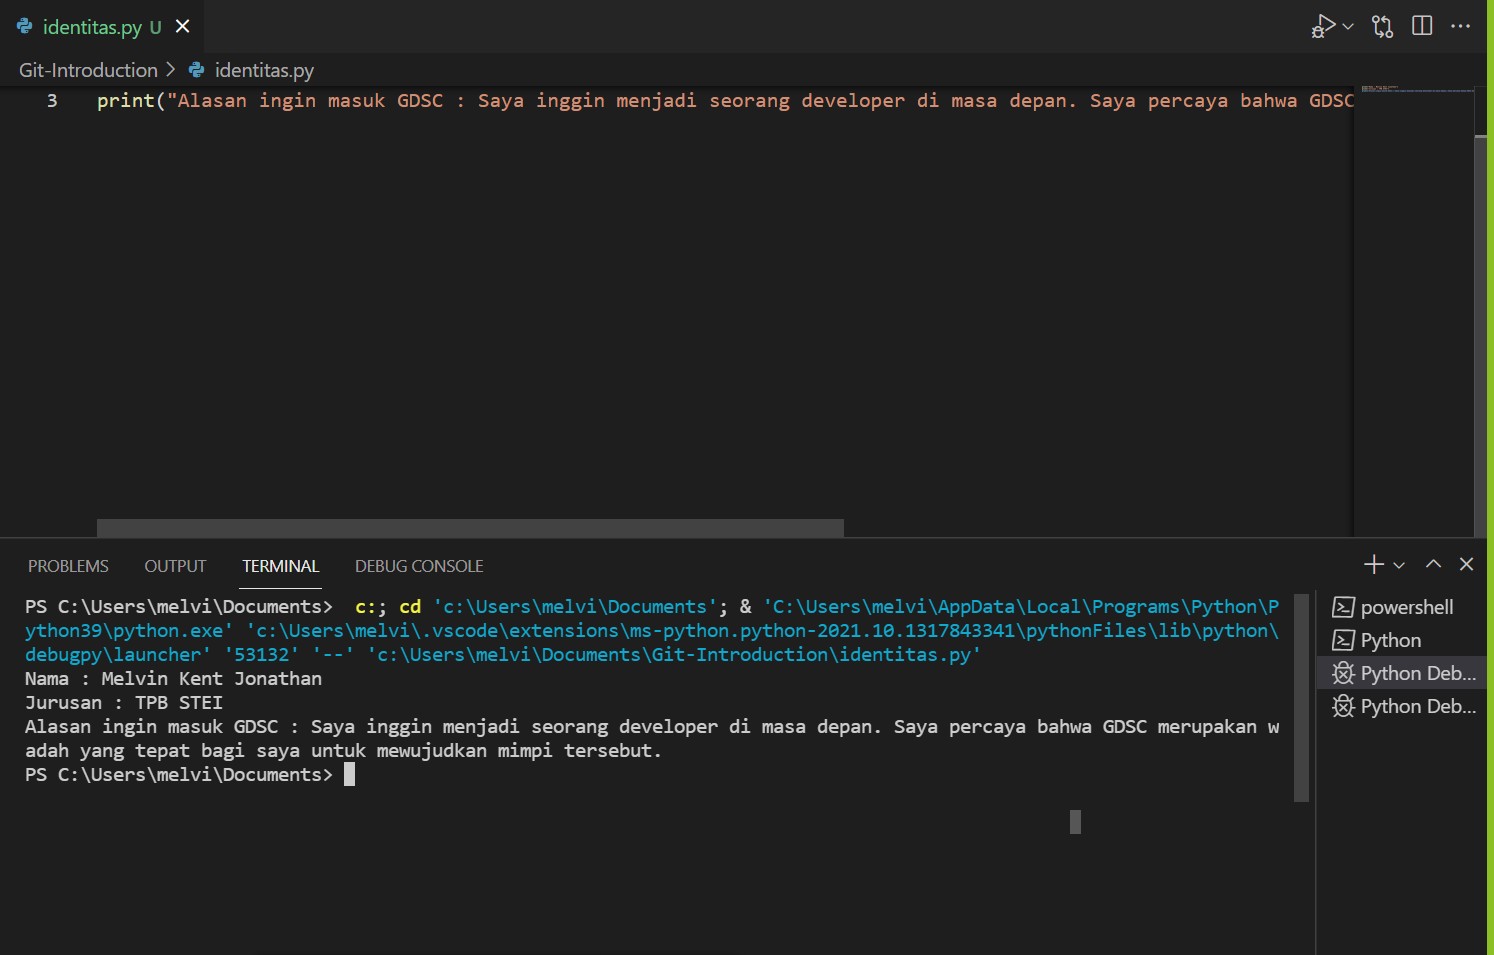 identitas.py U
Git-Introduction > identitas.py
3 print("Alasan ingin masuk GDSC : Saya inggin menjadi seorang developer di masa depan. Saya percaya bahwa GDSC
PROBLEMS OUTPUT TERMINAL DEBUG CONSOLE
PS C:\Users\melvi\Documents>  c:; cd 'c:\Users\melvi\Documents'; & 'C:\Users\melvi\AppData\Local\Programs\Python\P
ython39\python.exe' 'c:\Users\melvi\.vscode\extensions\ms-python.python-2021.10.1317843341\pythonFiles\lib\python\
debugpy\launcher' '53132' '--' 'c:\Users\melvi\Documents\Git-Introduction\identitas.py'
Nama : Melvin Kent Jonathan
Jurusan : TPB STEI
Alasan ingin masuk GDSC : Saya inggin menjadi seorang developer di masa depan. Saya percaya bahwa GDSC merupakan w
adah yang tepat bagi saya untuk mewujudkan mimpi tersebut.
PS C:\Users\melvi\Documents>
powershell
Python
Python Deb...
Python Deb...